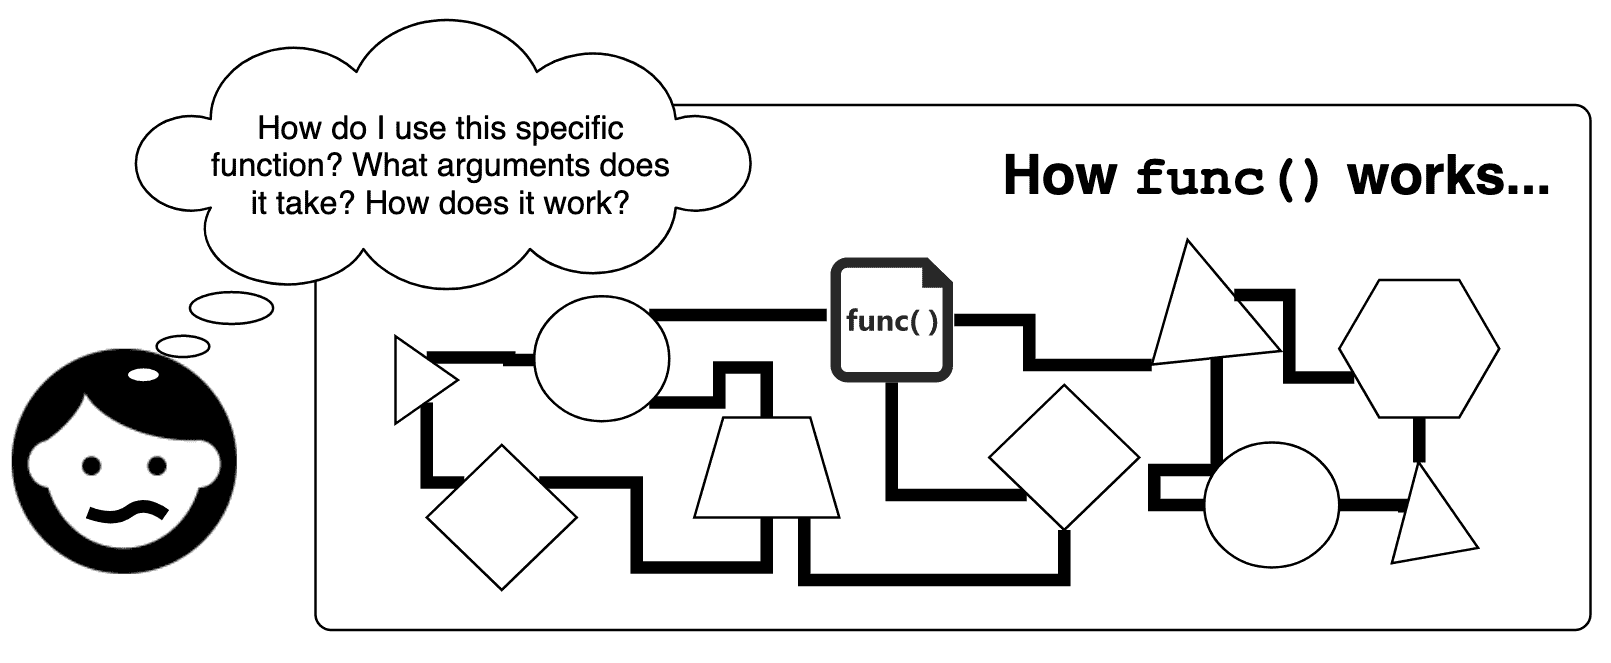 How do I use this specific
function? What arguments does
it take? How does it work?
How func() works...
func()